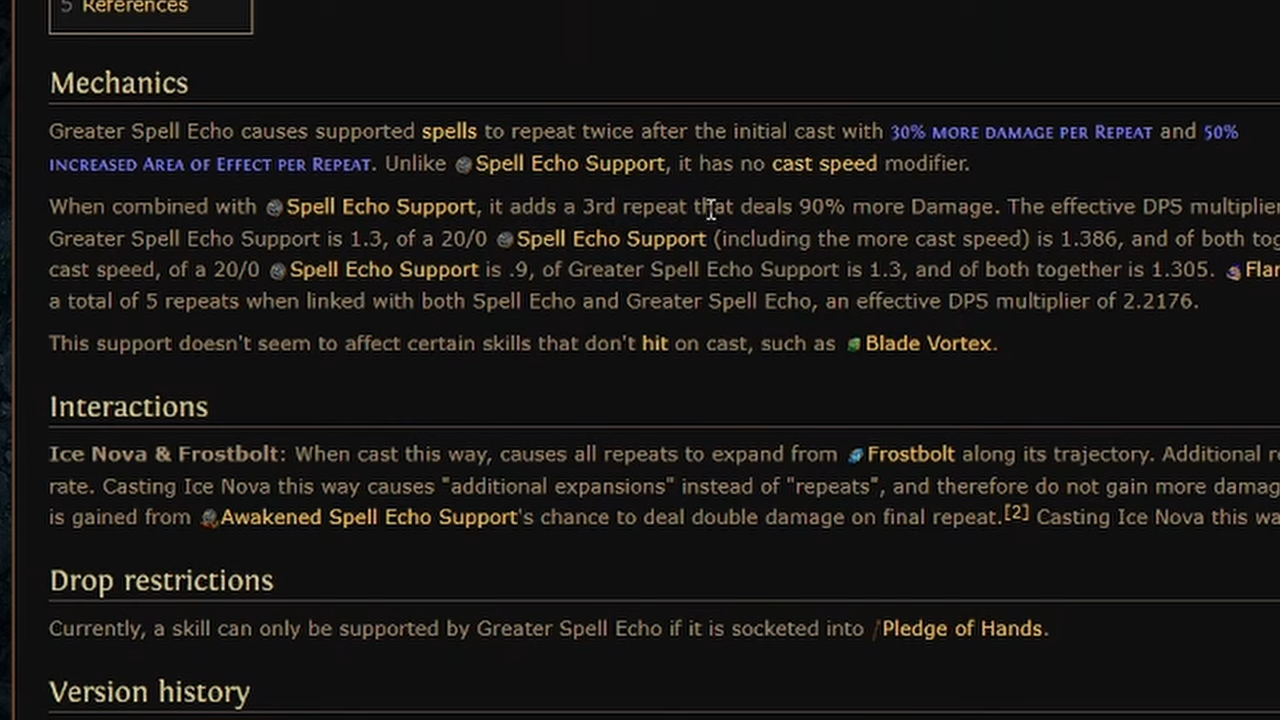 5 References
Mechanics
Greater Spell Echo causes supported spells to repeat twice after the initial cast with 30% MORE DAMAGE PER REPEAT and 50%
INCREASED AREA OF EFFECT PER REPEAT. Unlike Spell Echo Support, it has no cast speed modifier.
When combined with Spell Echo Support, it adds a 3rd repeat that deals 90% more Damage. The effective DPS multiplier
Greater Spell Echo Support is 1.3, of a 20/0 Spell Echo Support (including the more cast speed) is 1.386, and of both tog
cast speed, of a 20/0 Spell Echo Support is .9, of Greater Spell Echo Support is 1.3, and of both together is 1.305. Flar
a total of 5 repeats when linked with both Spell Echo and Greater Spell Echo, an effective DPS multiplier of 2.2176.
This support doesn't seem to affect certain skills that don't hit on cast, such as Blade Vortex.
Interactions
Ice Nova & Frostbolt: When cast this way, causes all repeats to expand from Frostbolt along its trajectory. Additional re
rate. Casting Ice Nova this way causes "additional expansions" instead of "repeats", and therefore do not gain more damag
is gained from Awakened Spell Echo Support's chance to deal double damage on final repeat.[2] Casting Ice Nova this wa
Drop restrictions
Currently, a skill can only be supported by Greater Spell Echo if it is socketed into Pledge of Hands.
Version history